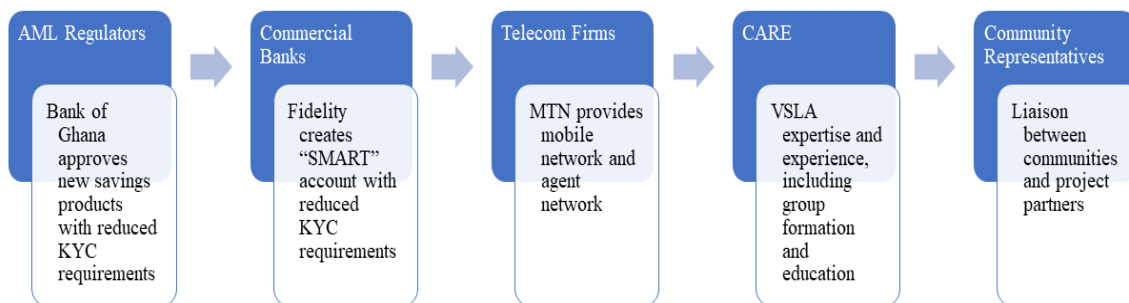 AML Regulators
Bank of
Ghana
approves
new savings
products
with reduced
KYC
requirements
Commercial
Banks
Fidelity
creates
“SMART”
account with
reduced
KYC
requirements
Telecom Firms
MTN provides
mobile
network and
agent
network
CARE
VSLA
expertise and
experience,
including
group
formation
and
education
Community
Representatives
Liaison
between
communities
and project
partners